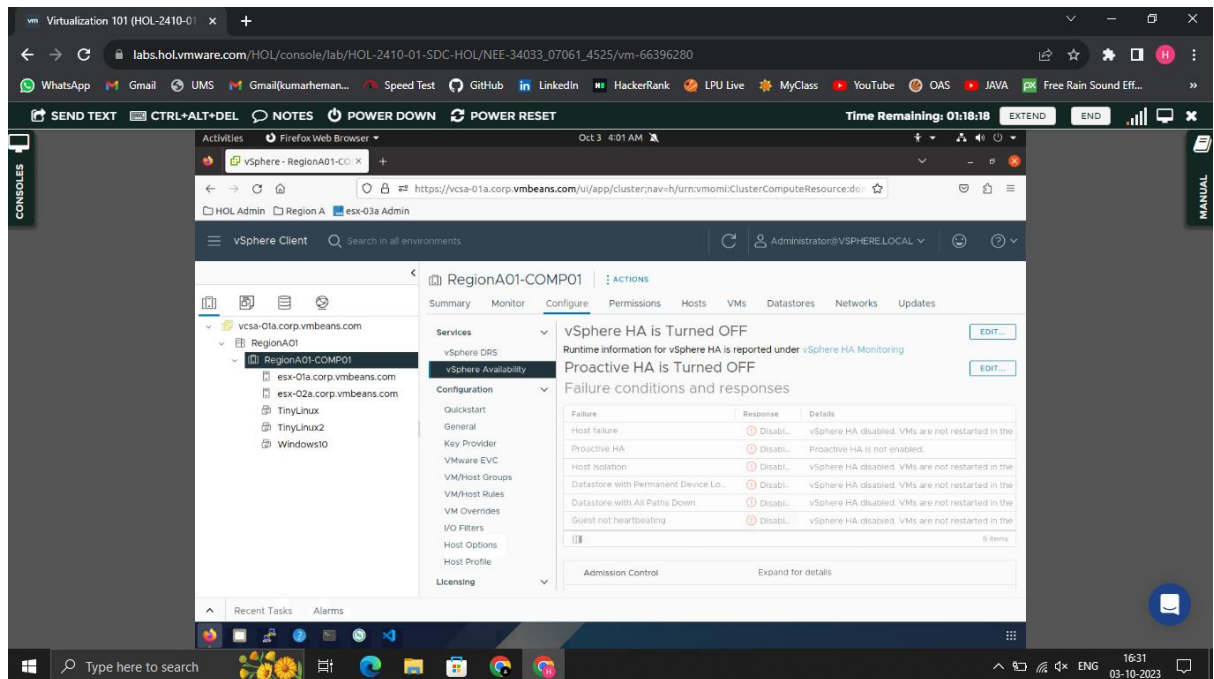 vm Virtualization 101 (HOL-2410-01
labs.hol.vmware.com/HOL/console/lab/HOL-2410-01-SDC-HOL/NEE-34033_07061_4525/vm-66396280
H
WhatsApp Gmail UMS Gmail(kumarheman... Speed Test GitHub LinkedIn HackerRank LPU Live MyClass YouTube OAS JAVA Free Rain Sound Eff... »
SEND TEXT CTRL+ALT+DEL NOTES POWER DOWN POWER RESET Time Remaining: 01:18:18 EXTEND END
CONSOLES
MANUAL
Activities Firefox Web Browser Oct 3 4:01 AM
vSphere - RegionA01-CO
https://vcsa-01a.corp.vmbeans.com/ui/app/cluster;nav=h/urn:vmomi:ClusterComputeResource:do
HOL Admin Region A esx-03a Admin
vSphere Client Search in all environments Administrator@VSPHERE.LOCAL
RegionA01-COMP01 ACTIONS
Summary Monitor Configure Permissions Hosts VMs Datastores Networks Updates
vcsa-01a.corp.vmbeans.com
RegionA01
RegionA01-COMP01
esx-01a.corp.vmbeans.com
esx-02a.corp.vmbeans.com
TinyLinux
TinyLinux2
Windows10
Services
vSphere DRS
vSphere Availability
Configuration
Quickstart
General
Key Provider
VMware EVC
VM/Host Groups
VM/Host Rules
VM Overrides
I/O Filters
Host Options
Host Profile
Licensing
vSphere HA is Turned OFF EDIT...
Runtime information for vSphere HA is reported under vSphere HA Monitoring
Proactive HA is Turned OFF EDIT...
Failure conditions and responses
Failure Response Details
Host failure Disabl... vSphere HA disabled. VMs are not restarted in the
Proactive HA Disabl... Proactive HA is not enabled.
Host Isolation Disabl... vSphere HA disabled. VMs are not restarted in the
Datastore with Permanent Device Lo... Disabl... vSphere HA disabled. VMs are not restarted in the
Datastore with All Paths Down Disabl... vSphere HA disabled. VMs are not restarted in the
Guest not heartbeating Disabl... vSphere HA disabled. VMs are not restarted in the
6 items
Admission Control Expand for details
Recent Tasks Alarms
Type here to search
ENG
16:31
03-10-2023